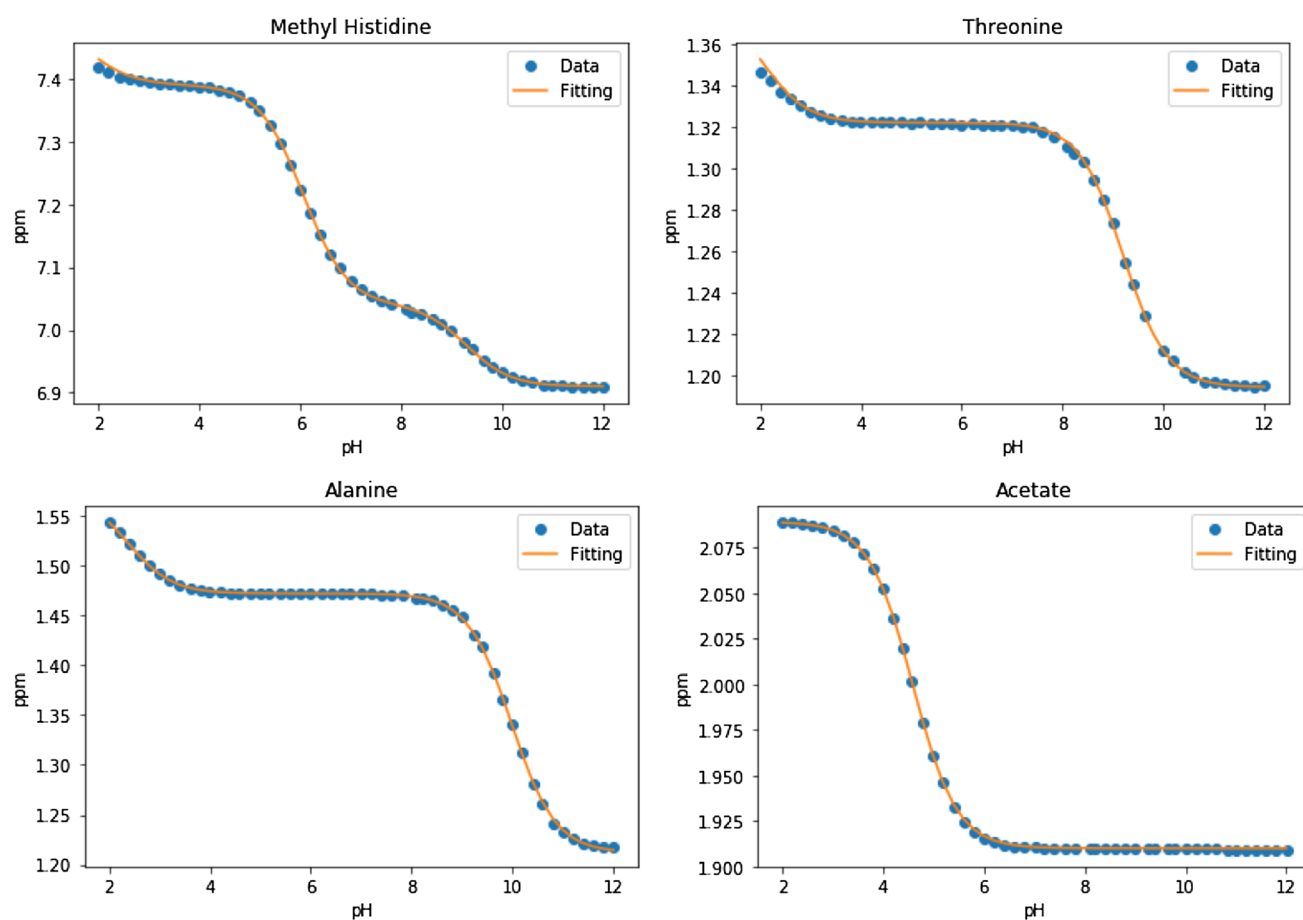 Methyl Histidine
Data
Fitting
7.4
7.3
7.2
7.1
7.0
6.9
ppm
2 4 6 8 10 12
pH
Threonine
Data
Fitting
1.36
1.34
1.32
1.30
1.28
1.26
1.24
1.22
1.20
ppm
2 4 6 8 10 12
pH
Alanine
Data
Fitting
1.55
1.50
1.45
1.40
1.35
1.30
1.25
1.20
ppm
2 4 6 8 10 12
pH
Acetate
Data
Fitting
2.075
2.050
2.025
2.000
1.975
1.950
1.925
1.900
ppm
2 4 6 8 10 12
pH